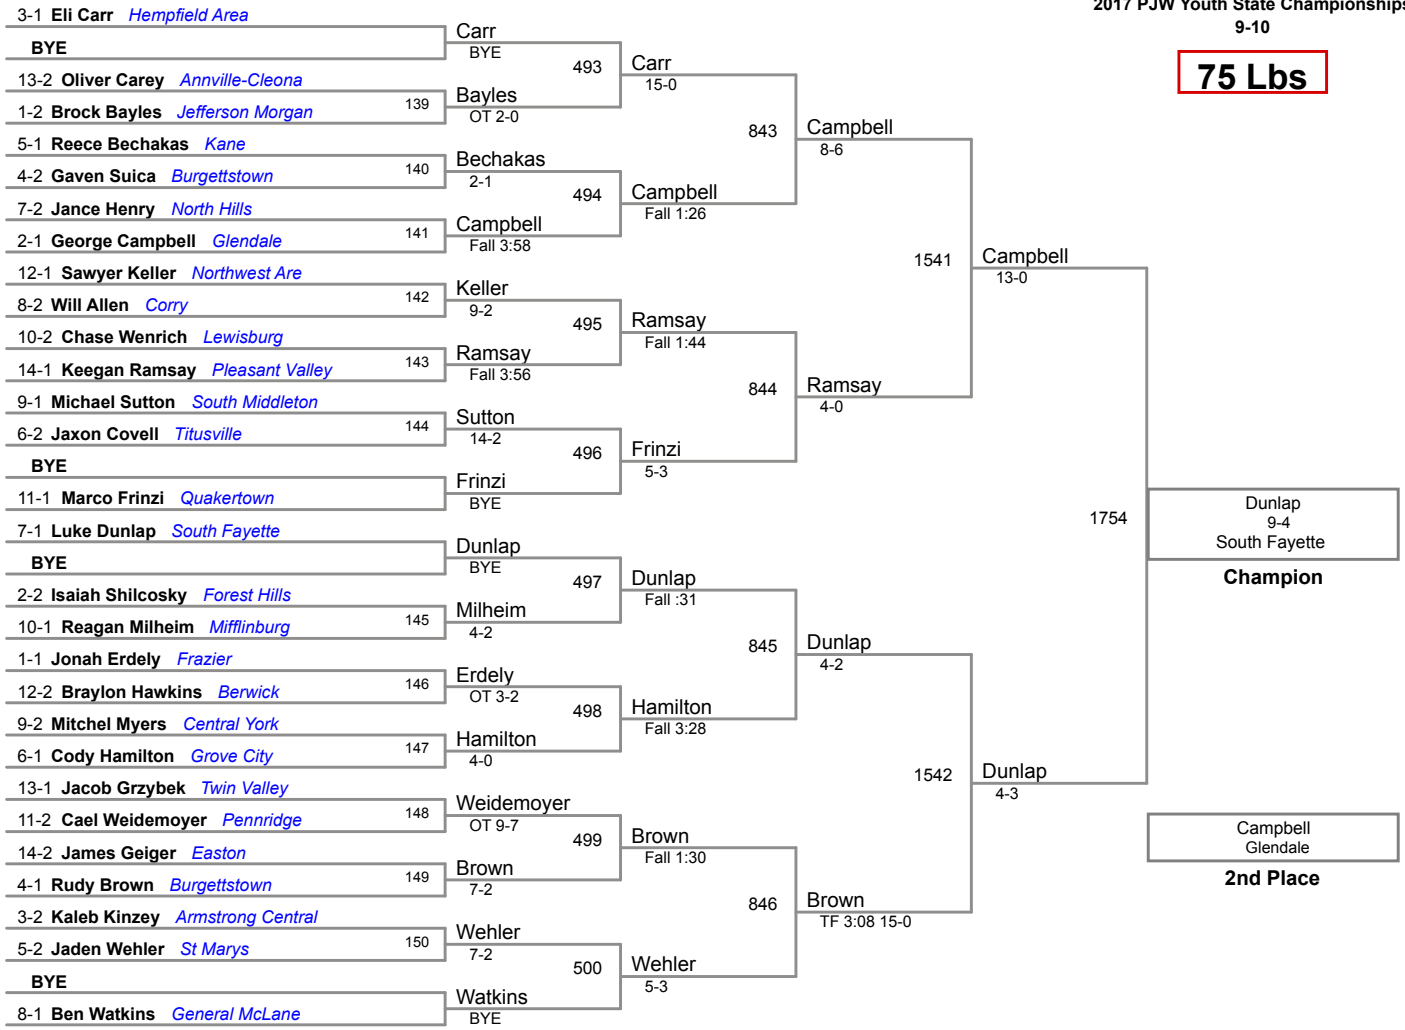 2017 PJW Youth State Championships
9-10
75 Lbs
3-1 Eli Carr Hempfield Area
BYE
13-2 Oliver Carey Annville-Cleona
1-2 Brock Bayles Jefferson Morgan
5-1 Reece Bechakas Kane
4-2 Gaven Suica Burgettstown
7-2 Jance Henry North Hills
2-1 George Campbell Glendale
12-1 Sawyer Keller Northwest Are
8-2 Will Allen Corry
10-2 Chase Wenrich Lewisburg
14-1 Keegan Ramsay Pleasant Valley
9-1 Michael Sutton South Middleton
6-2 Jaxon Covell Titusville
BYE
11-1 Marco Frinzi Quakertown
7-1 Luke Dunlap South Fayette
BYE
2-2 Isaiah Shilcosky Forest Hills
10-1 Reagan Milheim Mifflinburg
1-1 Jonah Erdely Frazier
12-2 Braylon Hawkins Berwick
9-2 Mitchel Myers Central York
6-1 Cody Hamilton Grove City
13-1 Jacob Grzybek Twin Valley
11-2 Cael Weidemoyer Pennridge
14-2 James Geiger Easton
4-1 Rudy Brown Burgettstown
3-2 Kaleb Kinzey Armstrong Central
5-2 Jaden Wehler St Marys
BYE
8-1 Ben Watkins General McLane
139
140
141
142
143
144
145
146
147
148
149
150
Carr
BYE
Bayles
OT 2-0
Bechakas
2-1
Campbell
Fall 3:58
Keller
9-2
Ramsay
Fall 3:56
Sutton
14-2
Frinzi
BYE
Dunlap
BYE
Milheim
4-2
Erdely
OT 3-2
Hamilton
4-0
Weidemoyer
OT 9-7
Brown
7-2
Wehler
7-2
Watkins
BYE
493
494
495
496
497
498
499
500
Carr
15-0
Campbell
Fall 1:26
Ramsay
Fall 1:44
Frinzi
5-3
Dunlap
Fall :31
Hamilton
Fall 3:28
Brown
Fall 1:30
Wehler
5-3
843
844
845
846
Campbell
8-6
Ramsay
4-0
Dunlap
4-2
Brown
TF 3:08 15-0
1541
1542
Campbell
13-0
Dunlap
4-3
1754
Dunlap
9-4
South Fayette
Champion
Campbell
Glendale
2nd Place